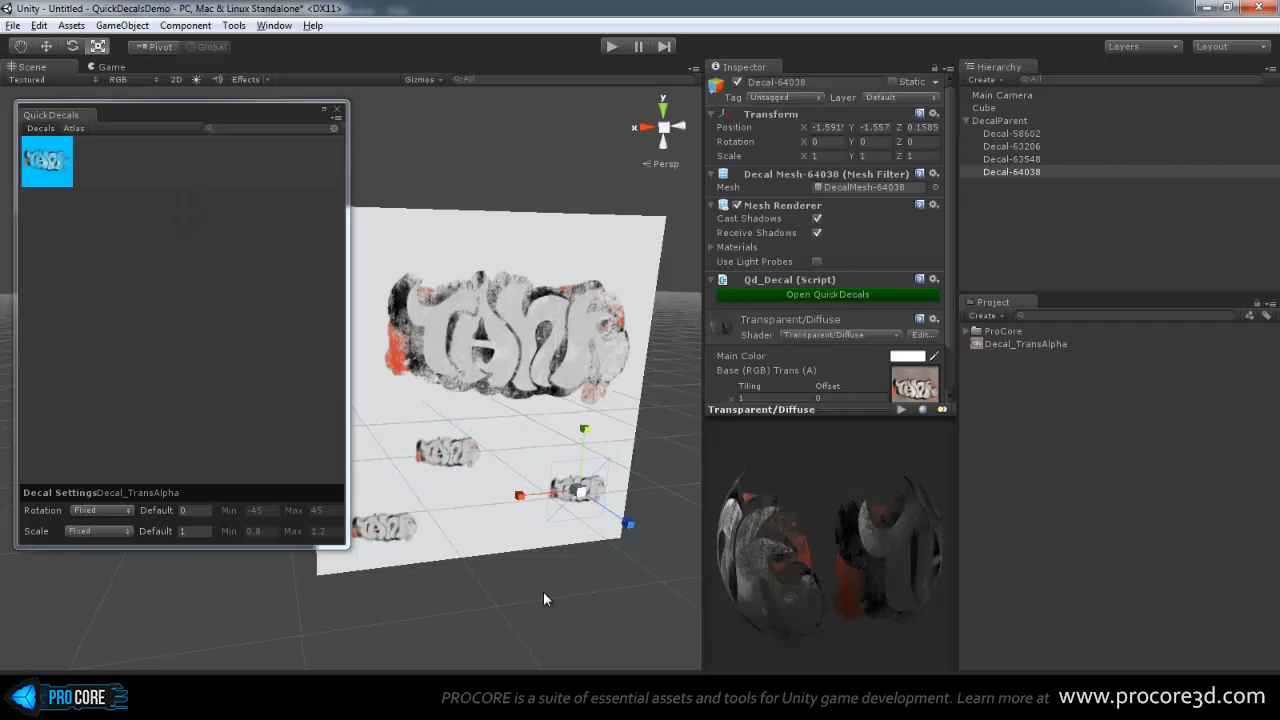 Unity - Untitled - QuickDecalsDemo - PC, Mac & Linux Standalone* <DX11>
File Edit Assets GameObject Component Tools Window Help
Pivot Global Layers Layout
Scene Game
Textured RGB 2D Effects Gizmos All
QuickDecals
Decals Atlas
y
x
Persp
Decal Settings Decal_TransAlpha
Rotation Fixed Default 0 Min -45 Max 45
Scale Fixed Default 1 Min 0.8 Max 1.2
Inspector
Decal-64038 Static
Tag Untagged Layer Default
Transform
Position X -1.591! Y -1.557 Z 0.1585
Rotation X 0 Y 0 Z 0
Scale X 1 Y 1 Z 1
Decal Mesh-64038 (Mesh Filter)
Mesh DecalMesh-64038
Mesh Renderer
Cast Shadows
Receive Shadows
Materials
Use Light Probes
Qd_Decal (Script)
Open QuickDecals
Transparent/Diffuse
Shader Transparent/Diffuse Edit...
Main Color
Base (RGB) Trans (A)
Tiling Offset
x 1 0
Transparent/Diffuse
Hierarchy
Create All
Main Camera
Cube
DecalParent
Decal-58602
Decal-63206
Decal-63548
Decal-64038
Project
Create
ProCore
Decal_TransAlpha
PROCORE
PROCORE is a suite of essential assets and tools for Unity game development. Learn more at www.procore3d.com